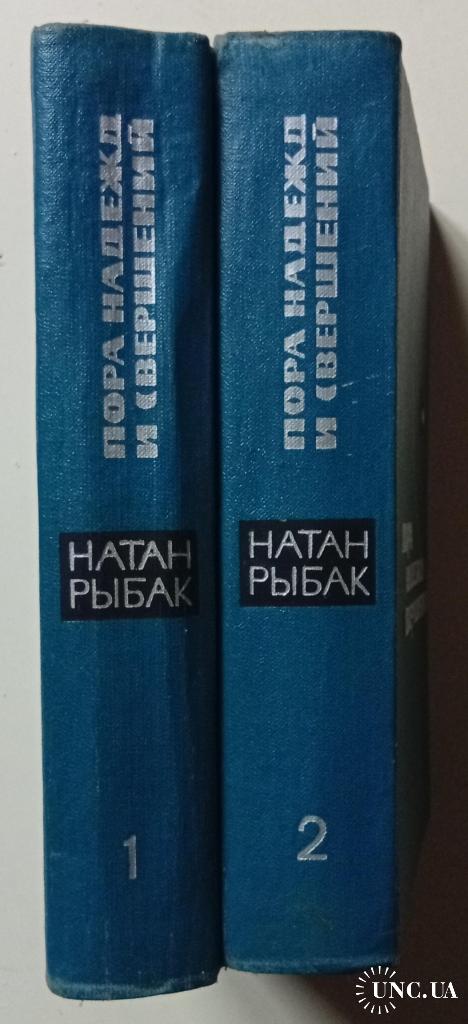 ПОРА НАДЕЖД
И СВЕРШЕНИЙ
НАТАН
РЫБАК
1
ПОРА НАДЕЖД
И СВЕРШЕНИЙ
НАТАН
РЫБАК
2
UNC.UA